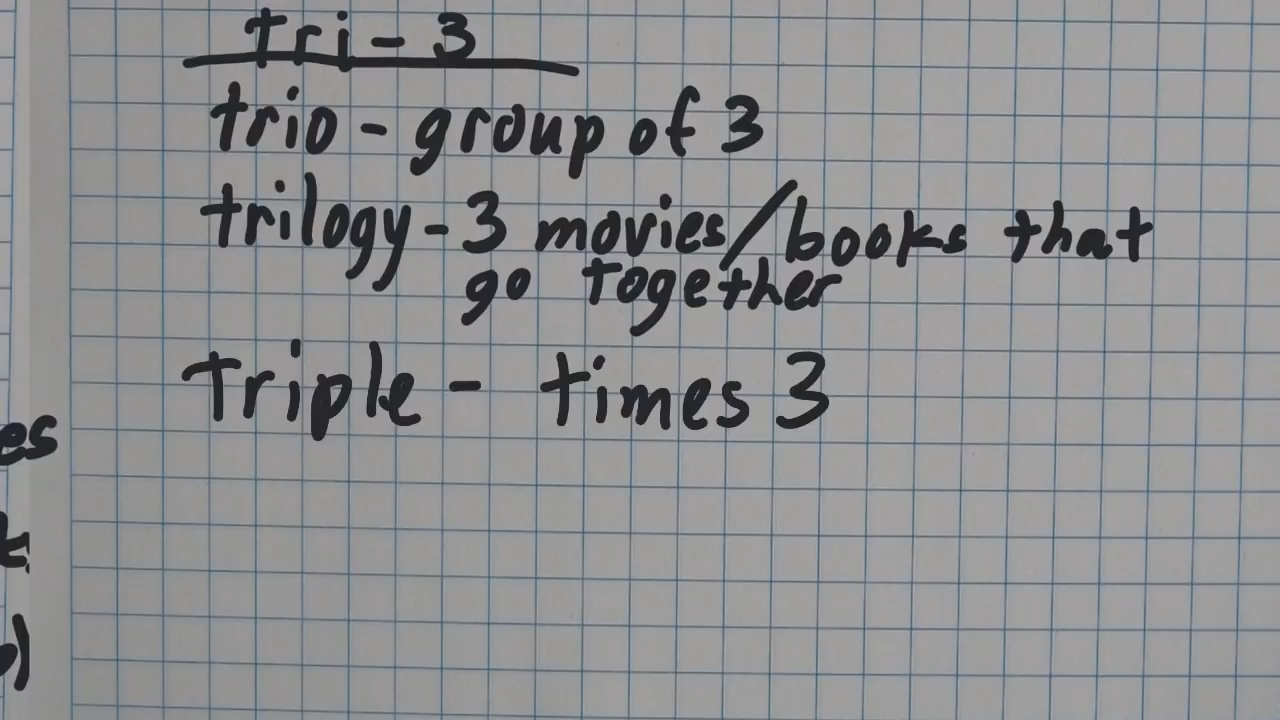 tri - 3
trio - group of 3
trilogy - 3 movies/books that
go together
Triple - times 3
es